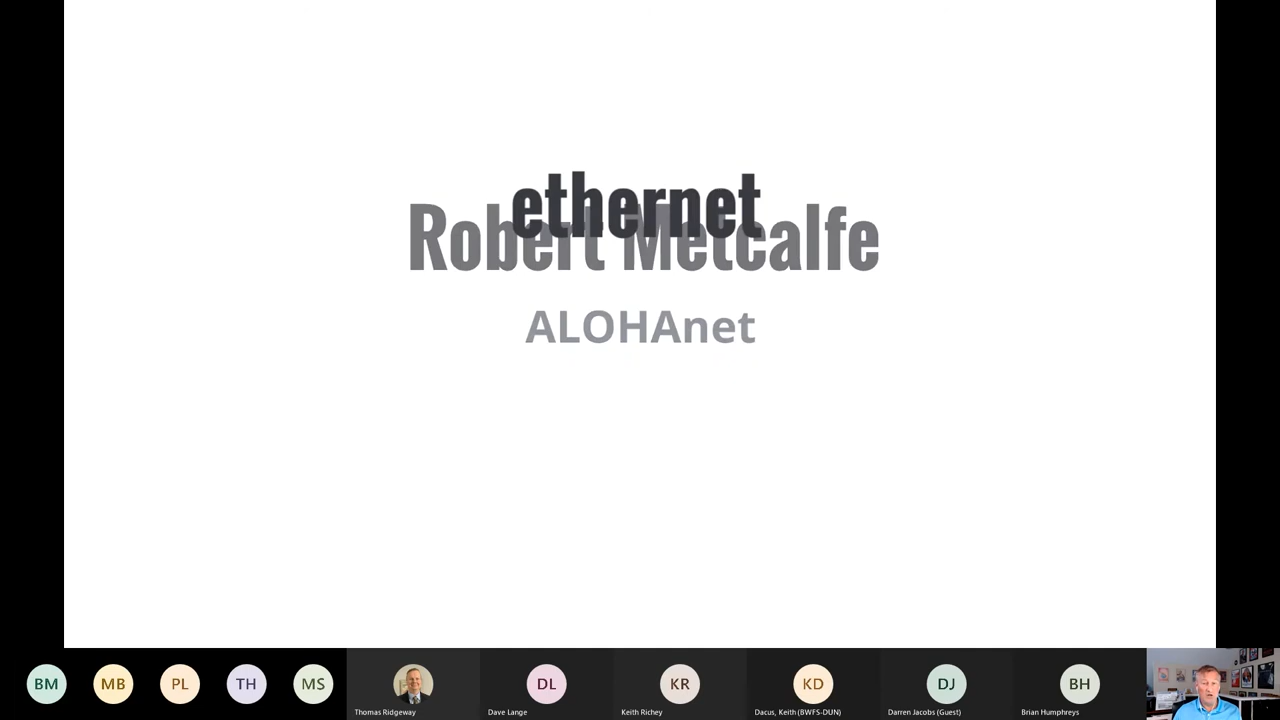 ethernet
Robert Metcalfe
ALOHAnet
BM
MB
PL
TH
MS
DL
KR
KD
DJ
BH
Thomas Ridgeway
Dave Lange
Keith Richey
Dacus, Keith (BWFS-DUN)
Darren Jacobs (Guest)
Brian Humphreys